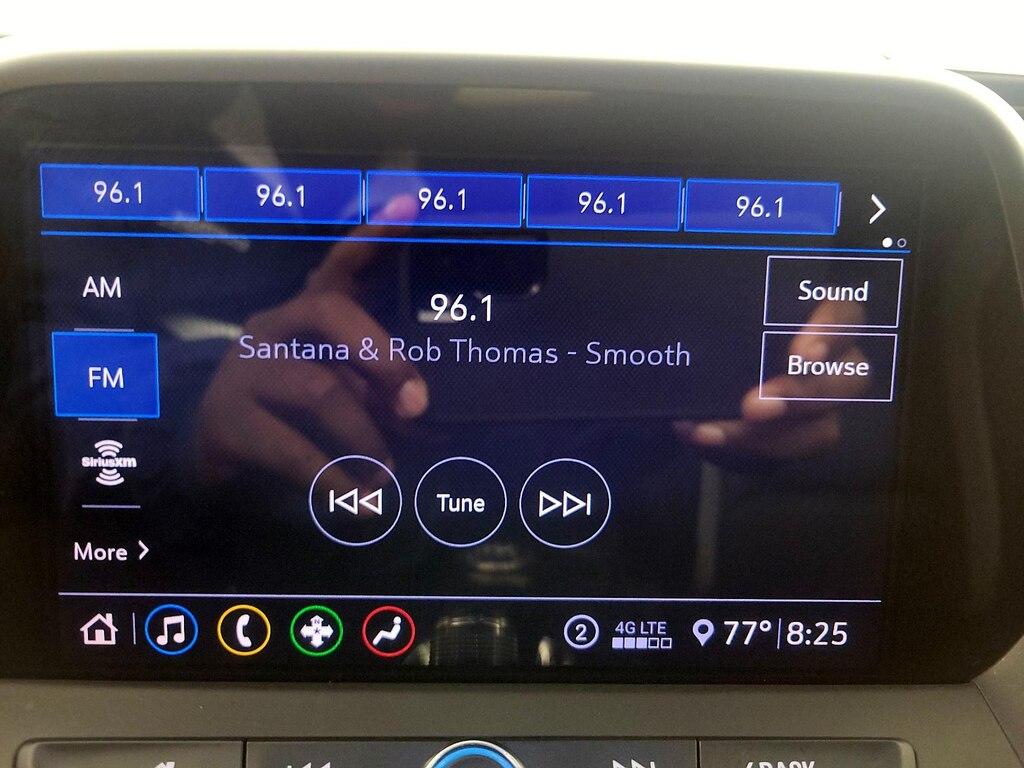 96.1 96.1 96.1 96.1 96.1
AM
96.1
Sound
Santana & Rob Thomas - Smooth
FM
Browse
SiriusXM
Tune
More
2 4G LTE 77° 8:25